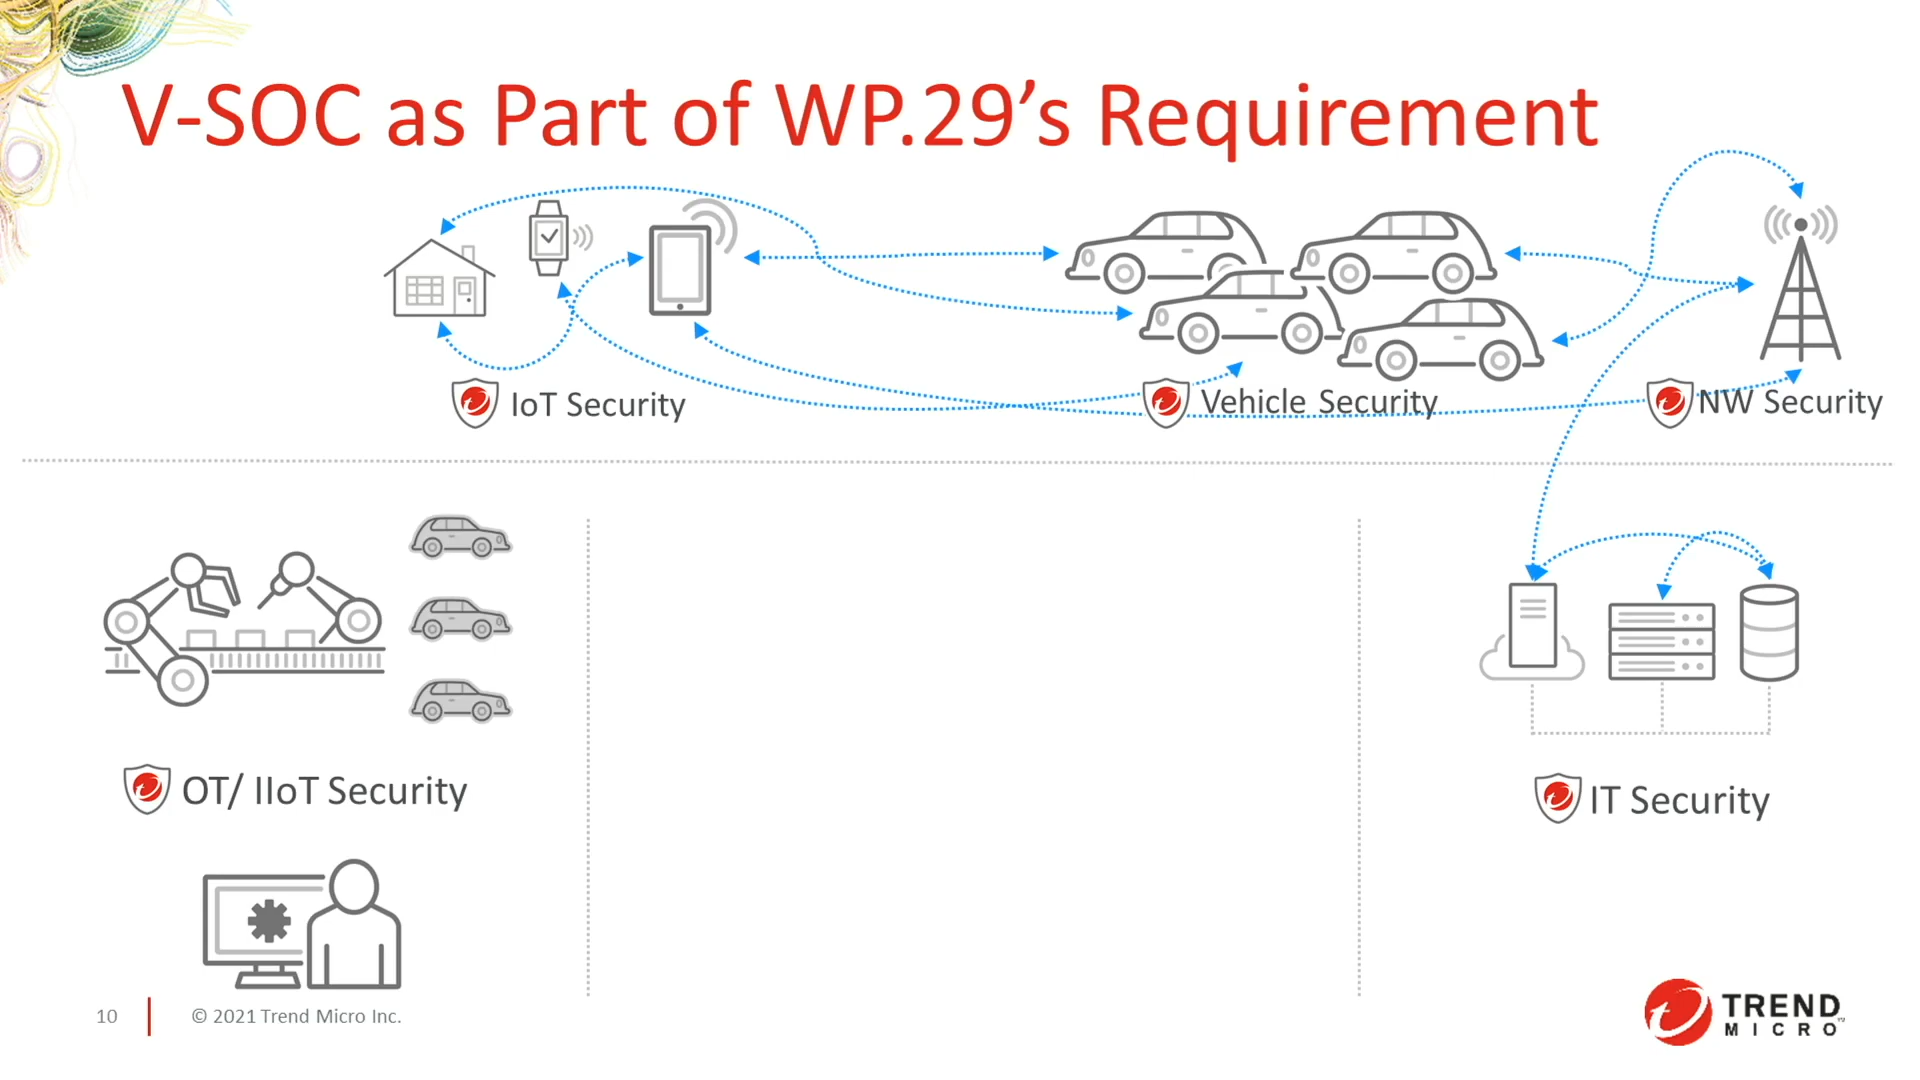 V-SOC as Part of WP.29’s Requirement
IoT Security
Vehicle Security
NW Security
OT/ IIoT Security
IT Security
10
© 2021 Trend Micro Inc.
TREND
MICRO™